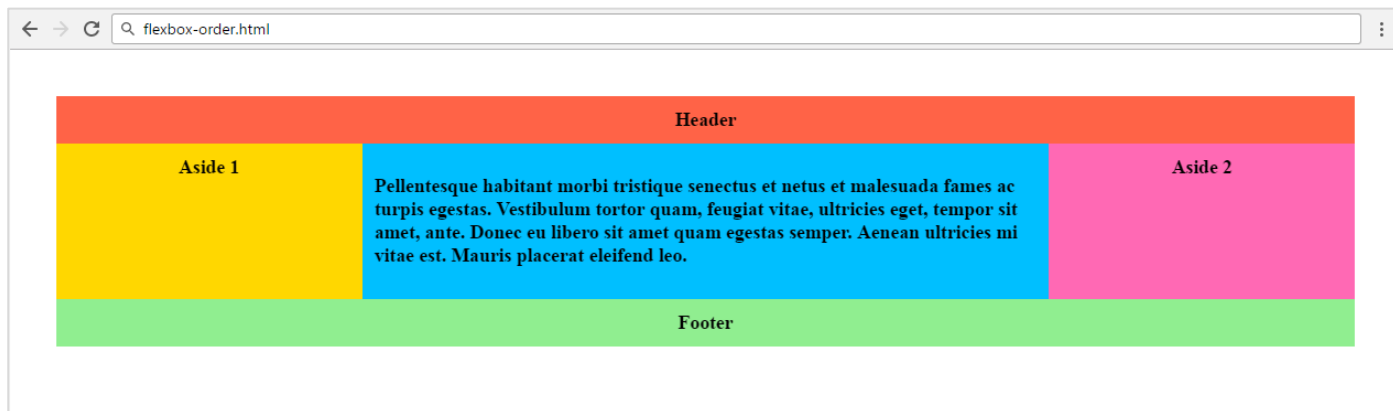 flexbox-order.html
Header
Aside 1
Pellentesque habitant morbi tristique senectus et netus et malesuada fames ac
turpis egestas. Vestibulum tortor quam, feugiat vitae, ultricies eget, tempor sit
amet, ante. Donec eu libero sit amet quam egestas semper. Aenean ultricies mi
vitae est. Mauris placerat eleifend leo.
Aside 2
Footer